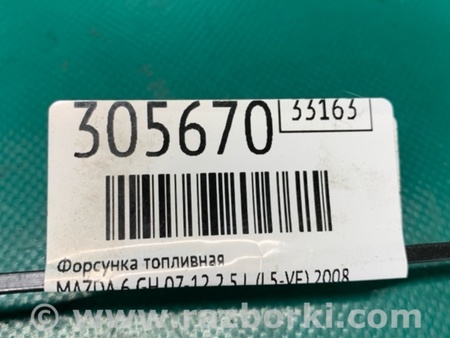 305670 33163
Форсунка топливная
MAZDA 6 GH 07-12 2.5 L (L5-VE) 2008
© www.razborki.com